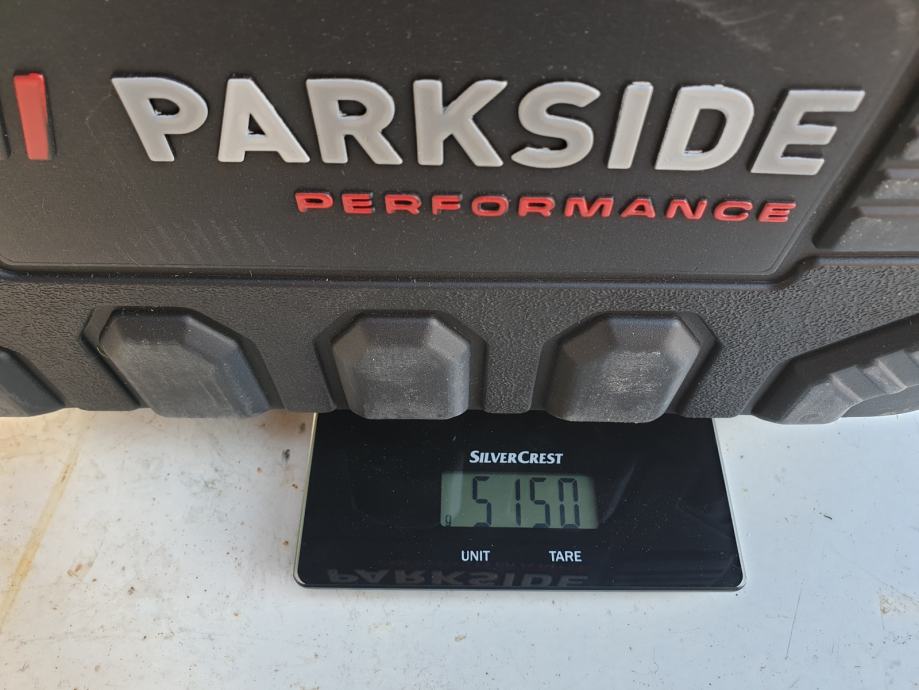 PARKSIDE
PERFORMANCE
SILVERCREST
g 5150
UNIT TARE